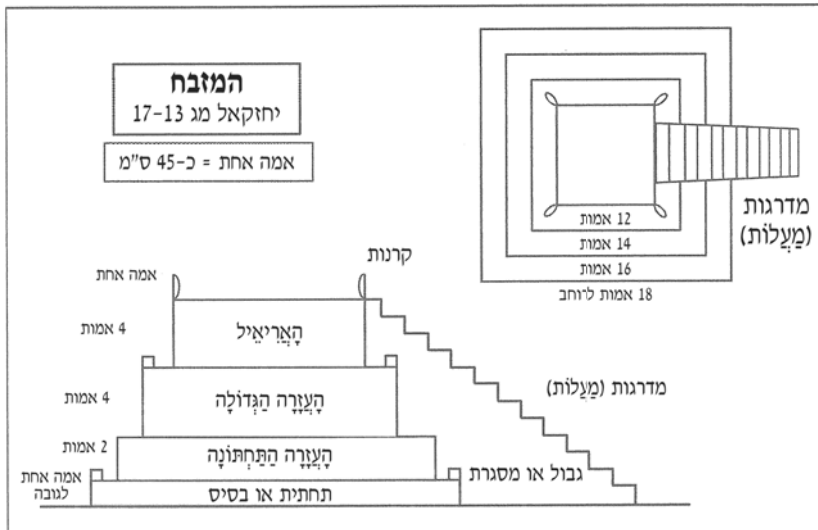 המזבח
יחזקאל מג 13–17
אמה אחת = כ-45 ס"מ
12 אמות
14 אמות
16 אמות
18 אמות לרוחב
מדרגות
(מַעֲלוֹת)
קרנות
אמה אחת
הָאֲרִיאֵיל
4 אמות
הָעֲזָרָה הַגְּדוֹלָה
4 אמות
מדרגות (מַעֲלוֹת)
הָעֲזָרָה הַתַּחְתּוֹנָה
2 אמות
גבול או מסגרת
אמה אחת
לגובה
תחתית או בסיס